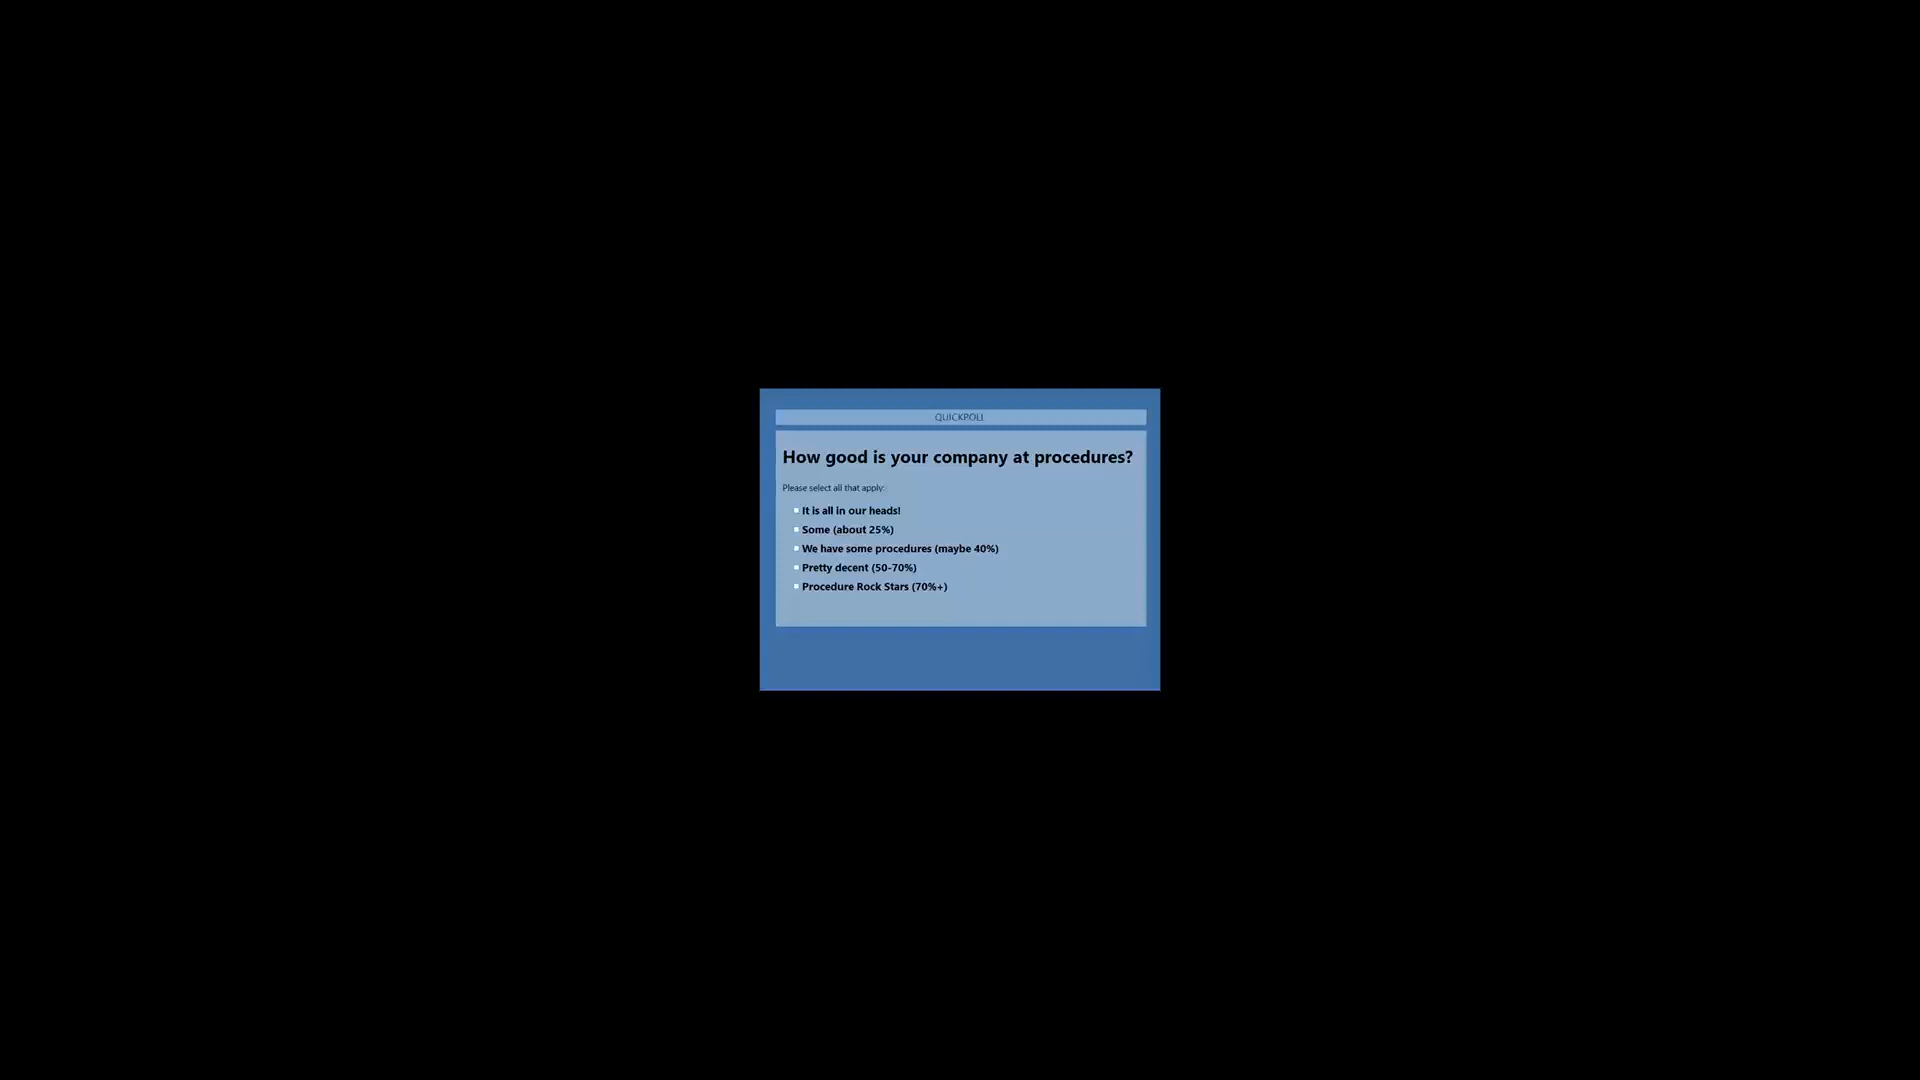 QUICKPOLL
How good is your company at procedures?
Please select all that apply:
It is all in our heads!
Some (about 25%)
We have some procedures (maybe 40%)
Pretty decent (50-70%)
Procedure Rock Stars (70%+)